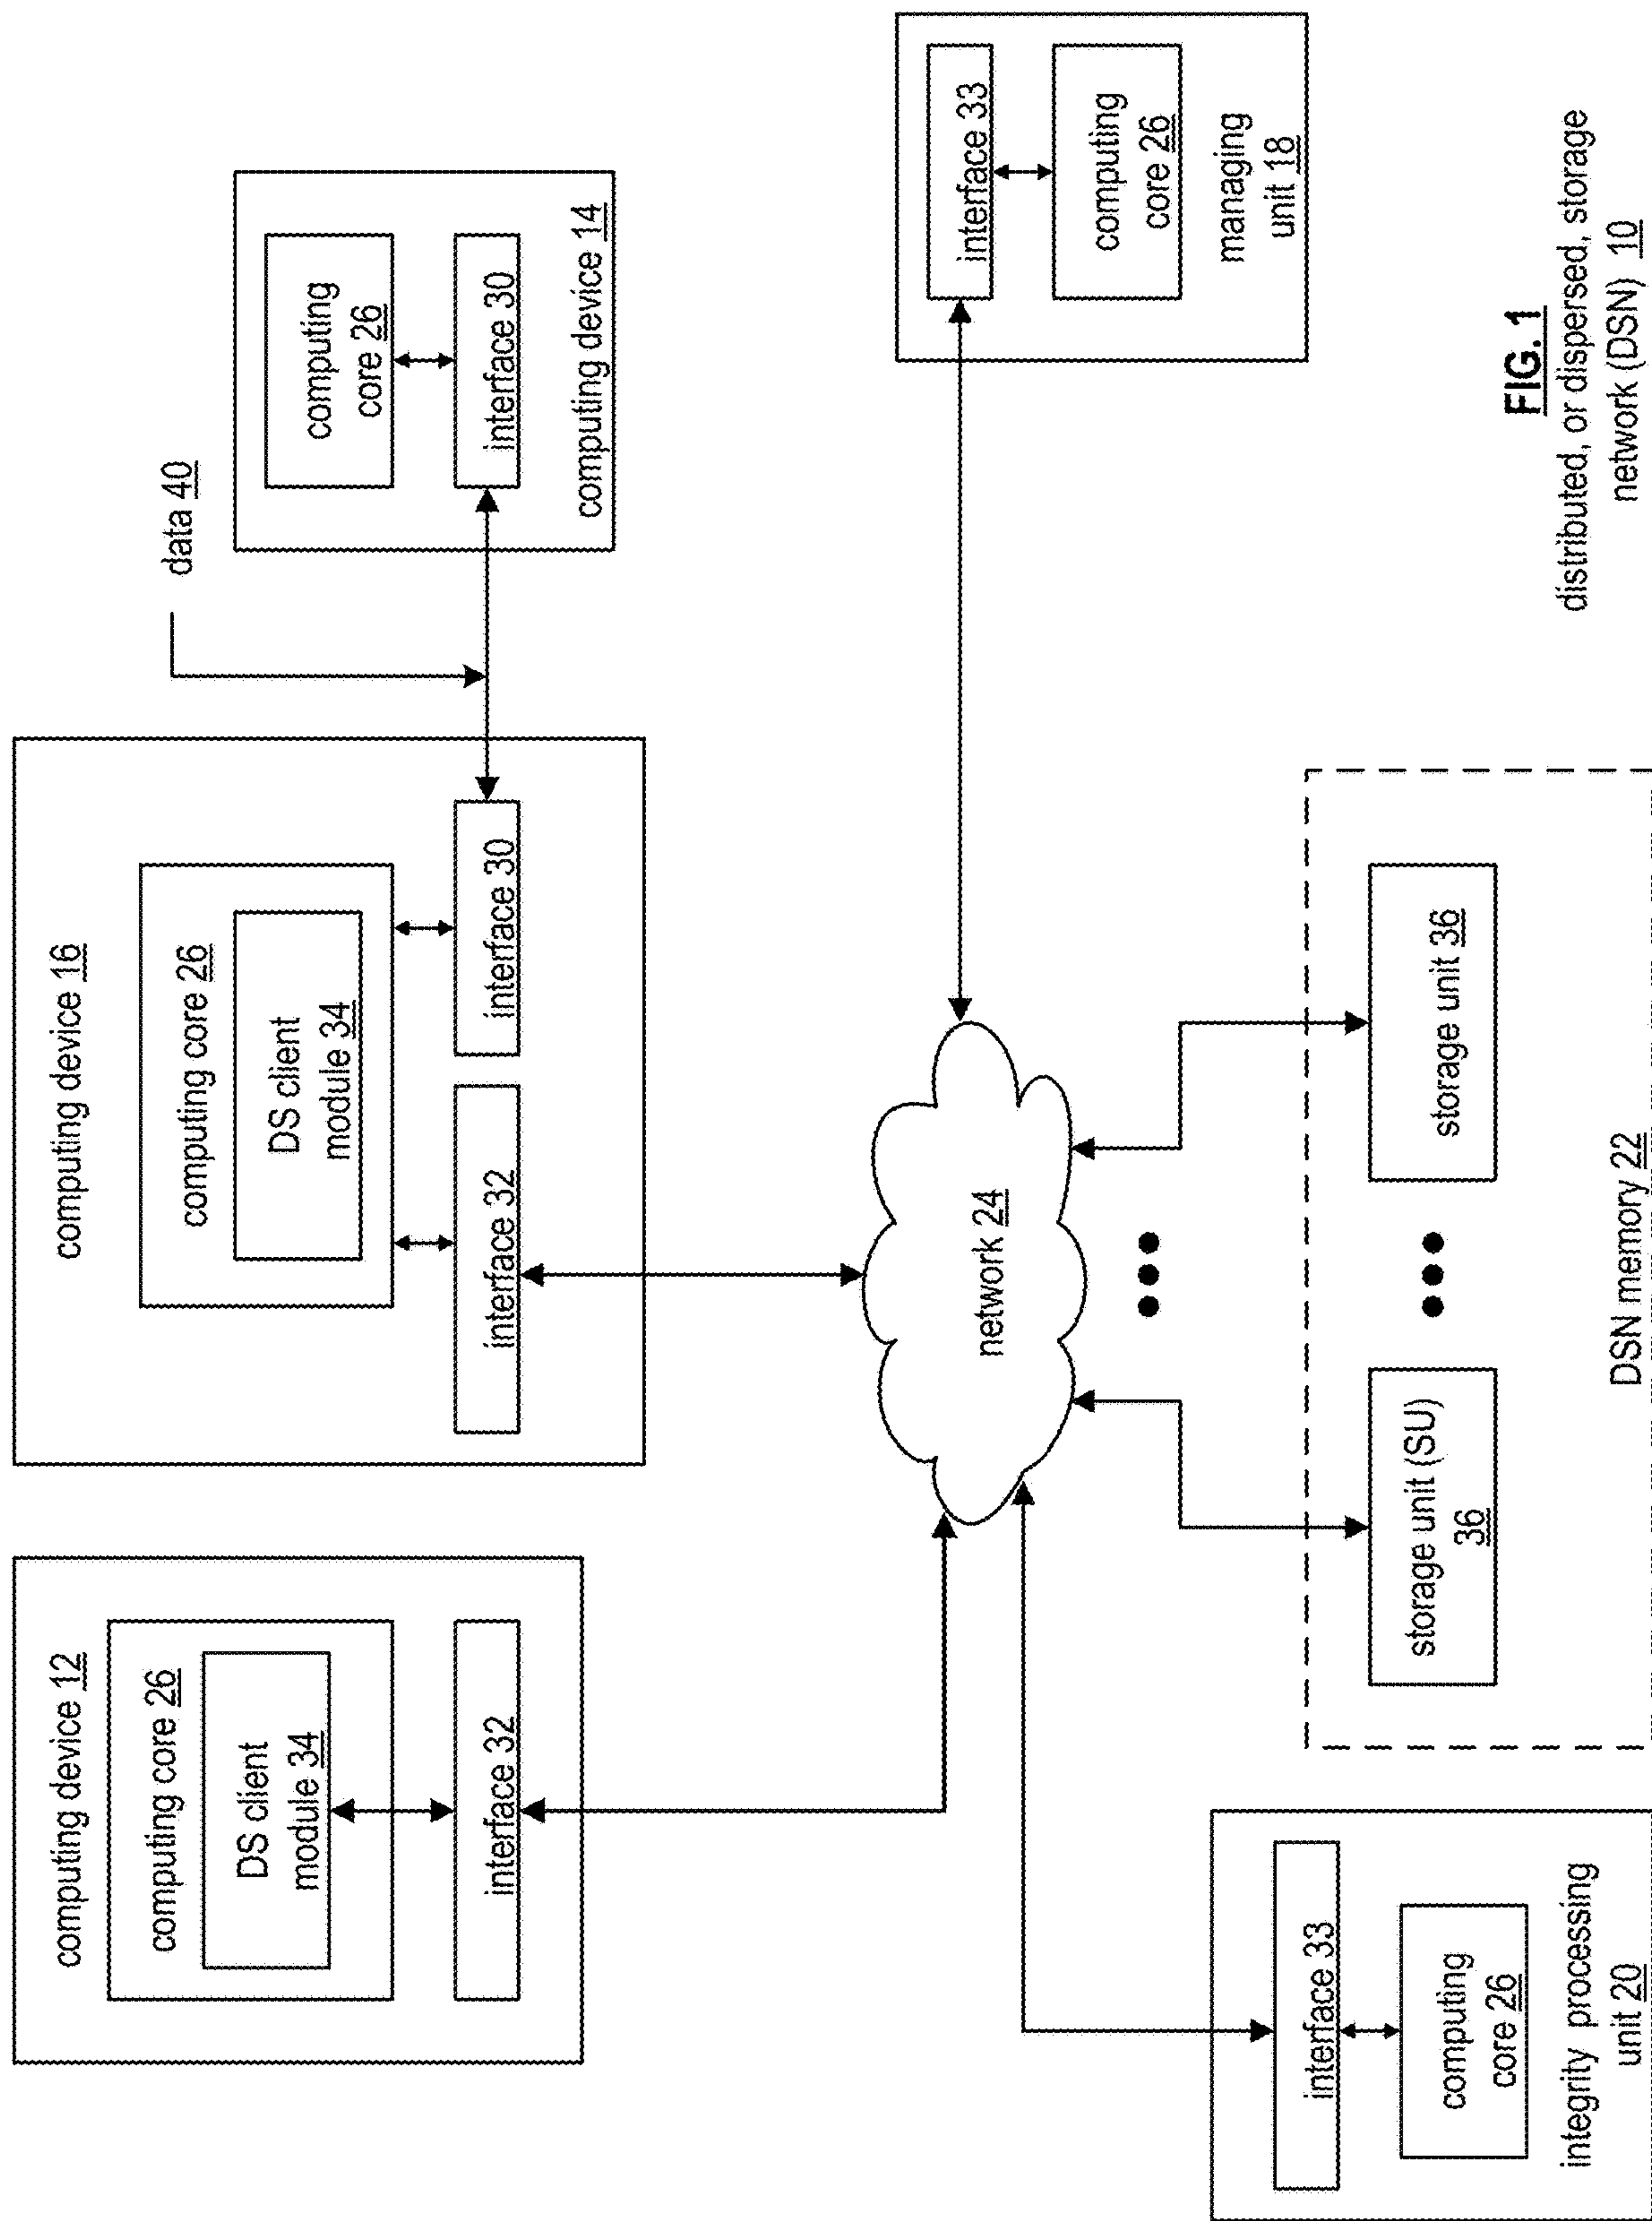 computing device 12
computing core 26
DS client
module 34
interface 32
computing device 16
computing core 26
DS client
module 34
interface 32
interface 30
data 40
computing
core 26
interface 30
computing device 14
network 24
interface 33
computing
core 26
managing
unit 18
interface 33
computing
core 26
integrity processing
unit 20
storage unit (SU)
36
storage unit 36
DSN memory 22
FIG. 1
distributed, or dispersed, storage
network (DSN) 10